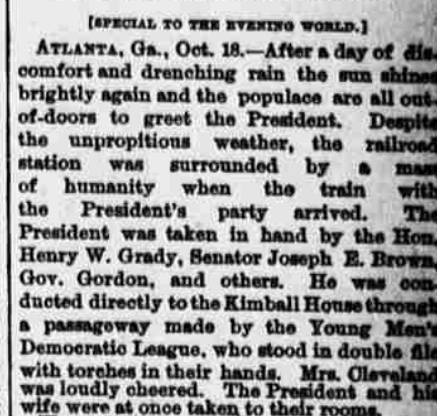 [SPECIAL TO THE EVENING WORLD.]
ATLANTA, Ga., Oct. 18.—After a day of dis-
comfort and drenching rain the sun shines
brightly again and the populace are all out-
of-doors to greet the President. Despite
the unpropitious weather, the railroad
station was surrounded by a mass
of humanity when the train with
the President's party arrived. The
President was taken in hand by the Hon.
Henry W. Grady, Senator Joseph E. Brown,
Gov. Gordon, and others. He was con-
ducted directly to the Kimball House through
a passageway made by the Young Men's
Democratic League, who stood in double file
with torches in their hands. Mrs. Cleveland
was loudly cheered. The President and his
wife were at once taken to their rooms